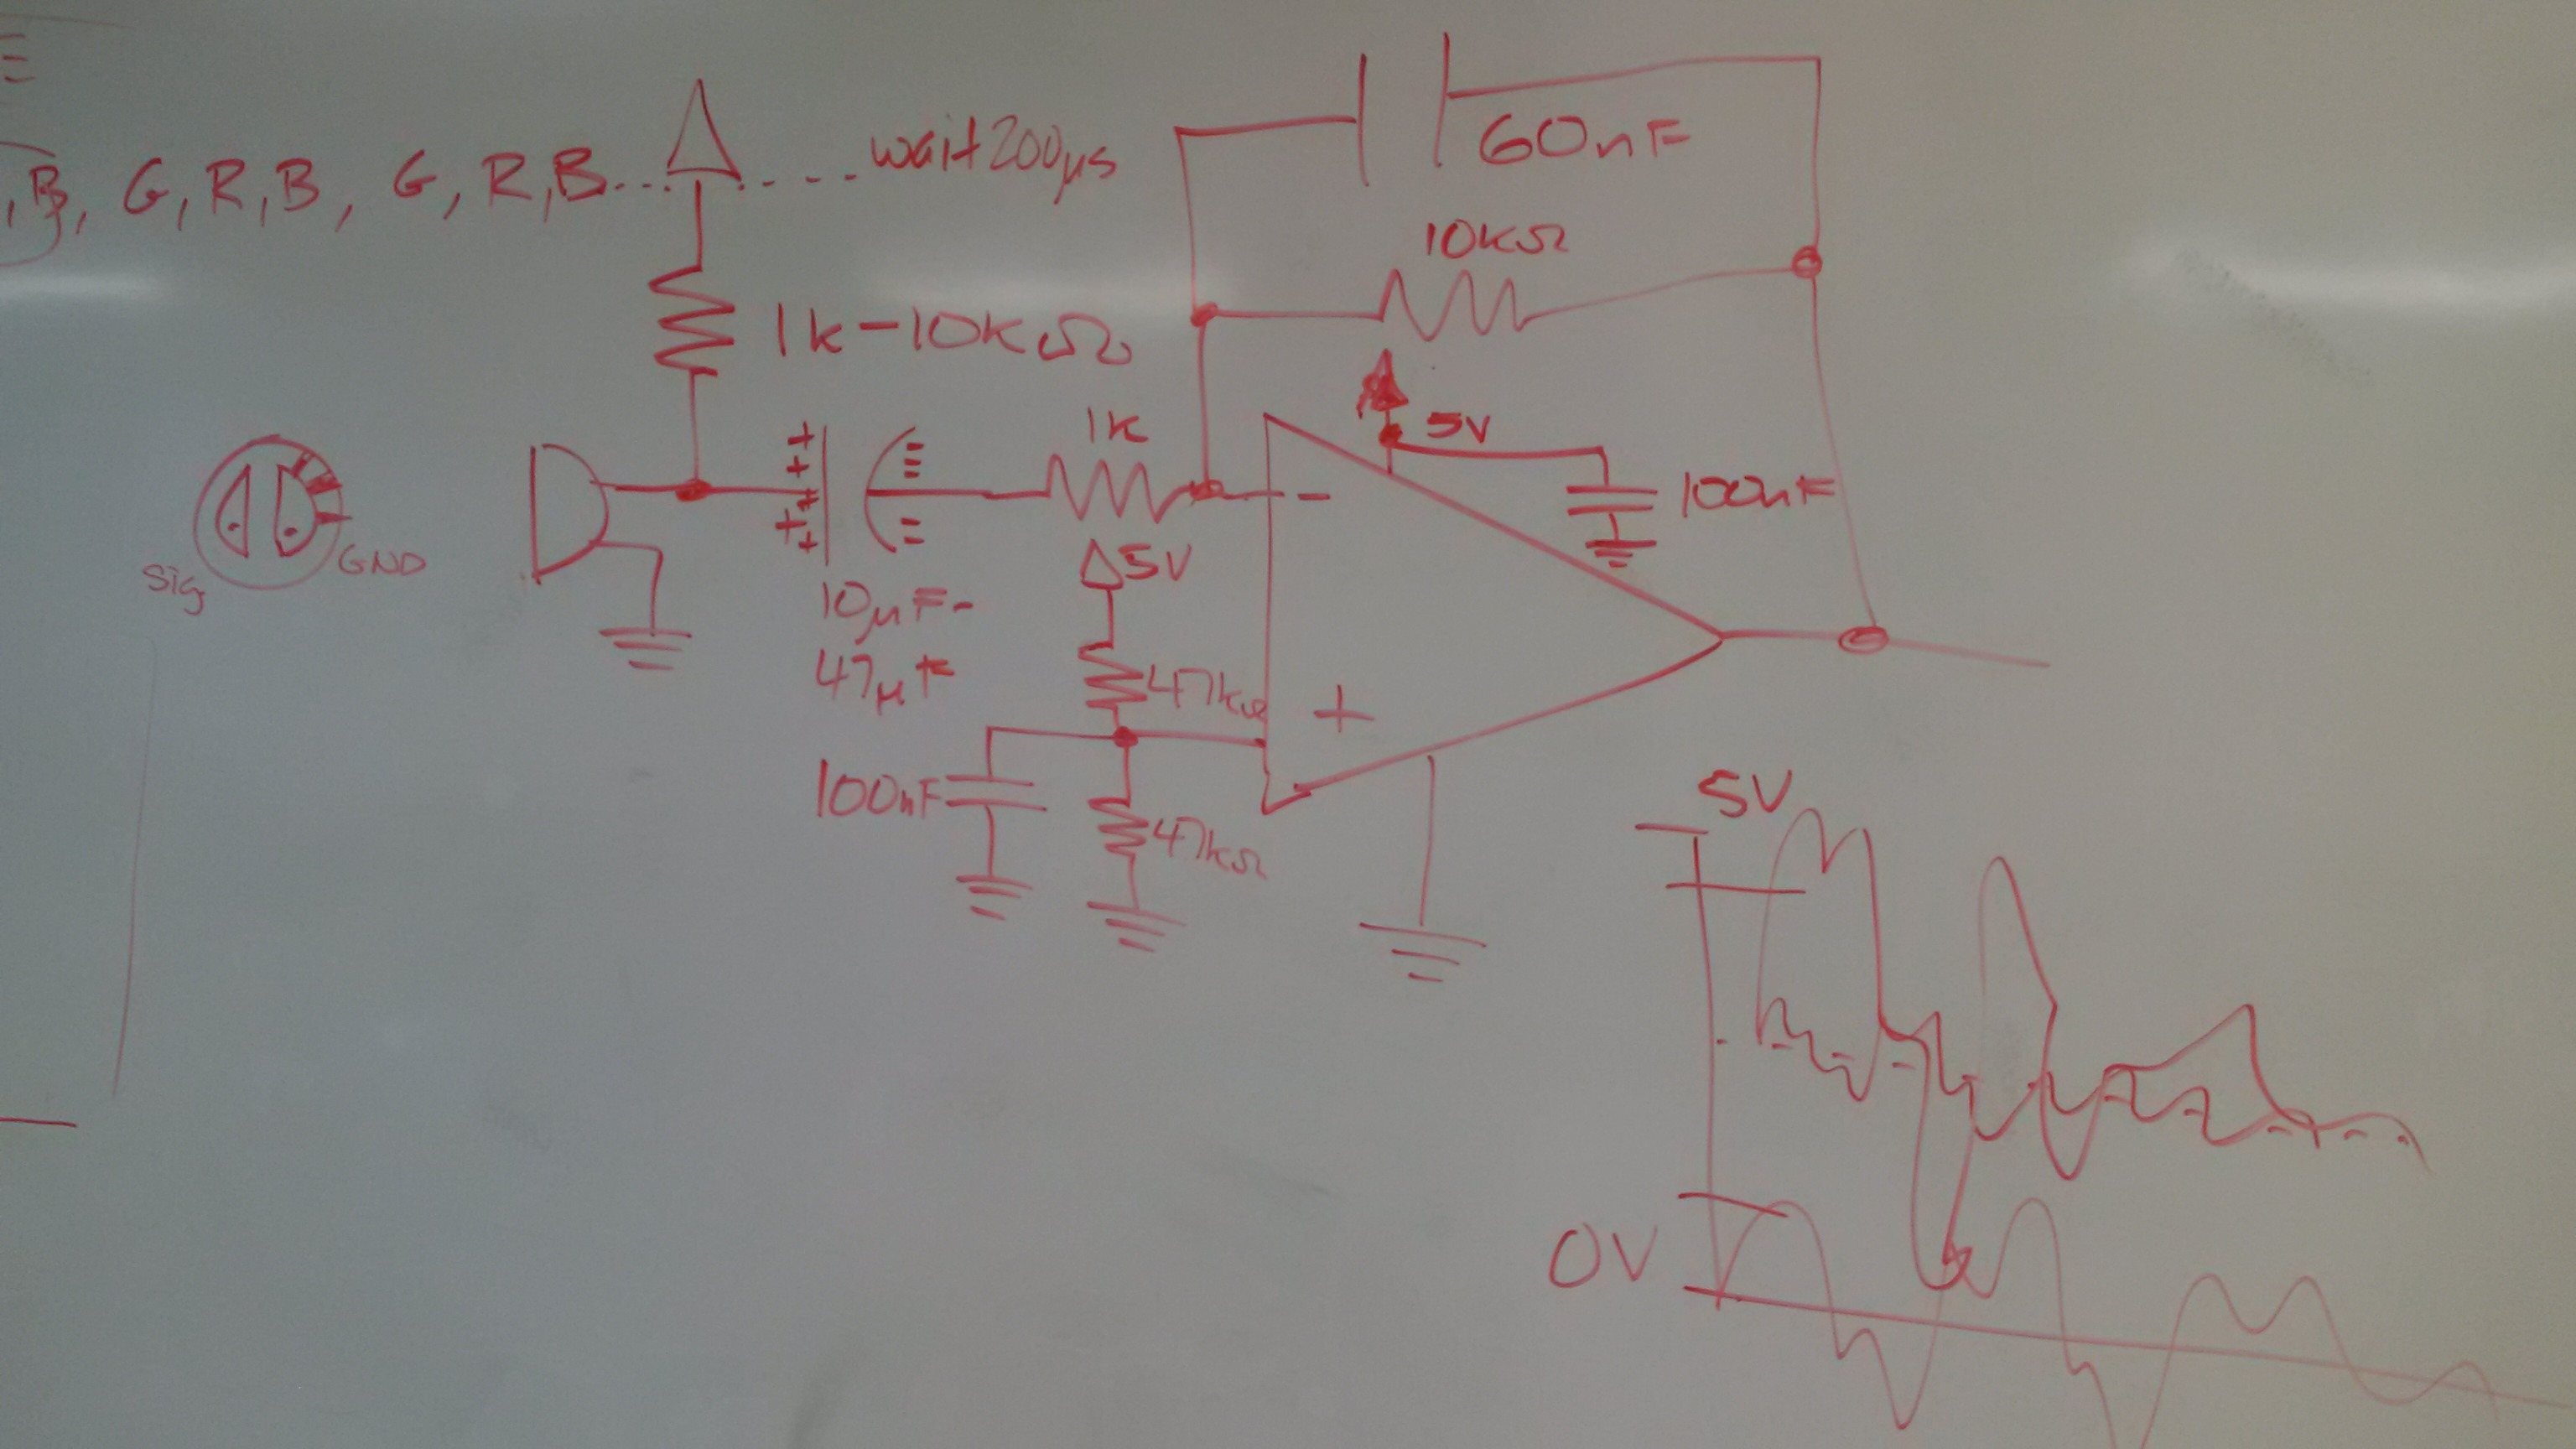 , B, G, R, B, G, R, B...
....wait 200µs
60nF
10kΩ
1k-10kΩ
1k
5V
100nF
Sig
GND
+
+
+
+
+
-
5V
10µF-
47µF
47kΩ
+
100nF
47kΩ
5V
0V